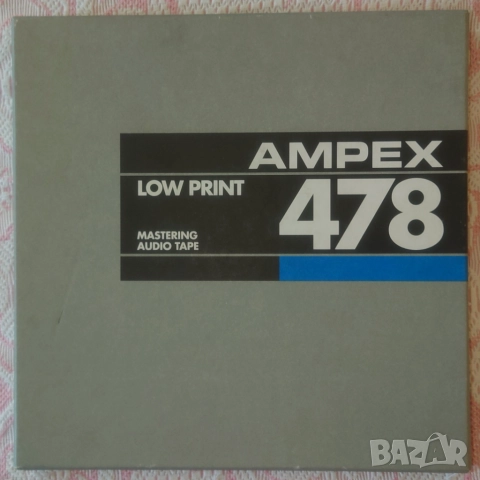 AMPEX
LOW PRINT
478
MASTERING
AUDIO TAPE
BAZAR